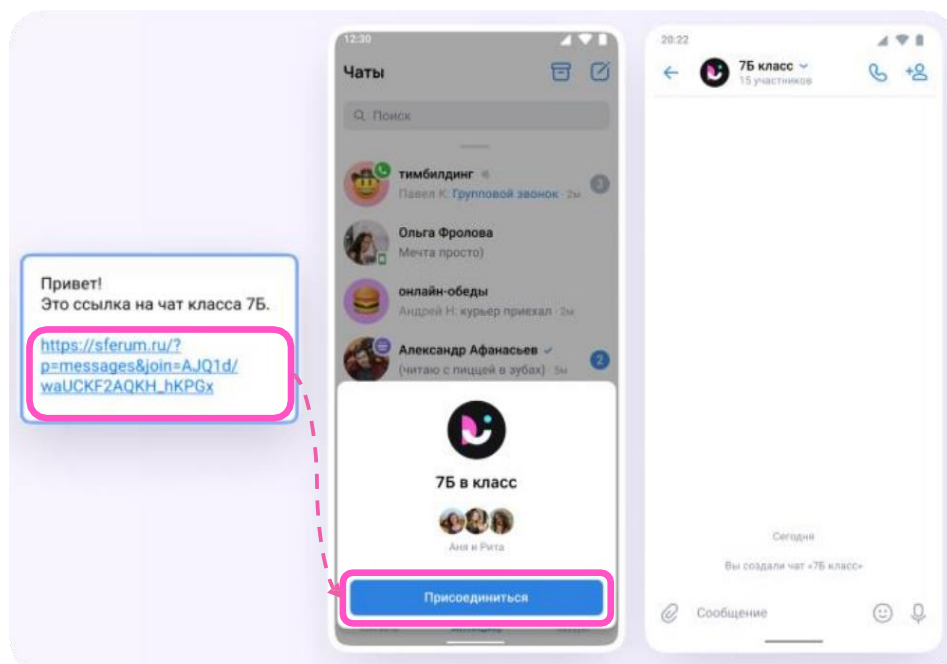 Привет!
Это ссылка на чат класса 7Б.
https://sferum.ru/?
p=messages&join=AJQ1d/
waUCKF2AQKH_hKPGx
12:30
Чаты
Поиск
тимбилдинг
Павел К: Групповой звонок · 2м
3
Ольга Фролова
Мечта просто)
онлайн-обеды
Андрей Н: курьер приехал · 2м
Александр Афанасьев
(читаю с пиццей в зубах) · 5м
2
7Б в класс
Аня и Рита
Присоединиться
20:22
7Б класс
15 участников
Сегодня
Вы создали чат «7Б класс»
Сообщение